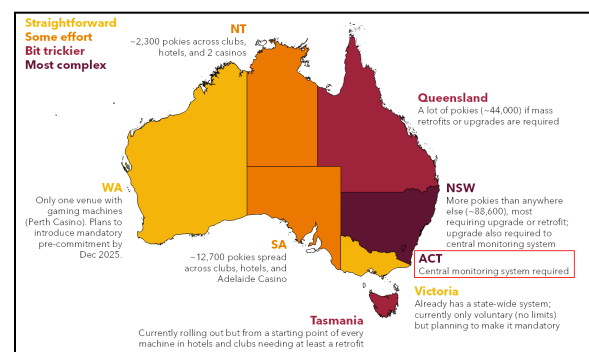 Straightforward
Some effort
Bit trickier
Most complex
NT
~2,300 pokies across clubs,
hotels, and 2 casinos
Queensland
A lot of pokies (~44,000) if mass
retrofits or upgrades are required
WA
Only one venue with
gaming machines
(Perth Casino). Plans to
introduce mandatory
pre-commitment by
Dec 2025.
NSW
More pokies than anywhere
else (~88,600), most
requiring upgrade or retrofit;
upgrade also required to
central monitoring system
SA
~12,700 pokies spread
across clubs, hotels, and
Adelaide Casino
ACT
Central monitoring system required
Victoria
Already has a state-wide system;
currently only voluntary (no limits)
but planning to make it mandatory
Tasmania
Currently rolling out but from a starting point of every
machine in hotels and clubs needing at least a retrofit